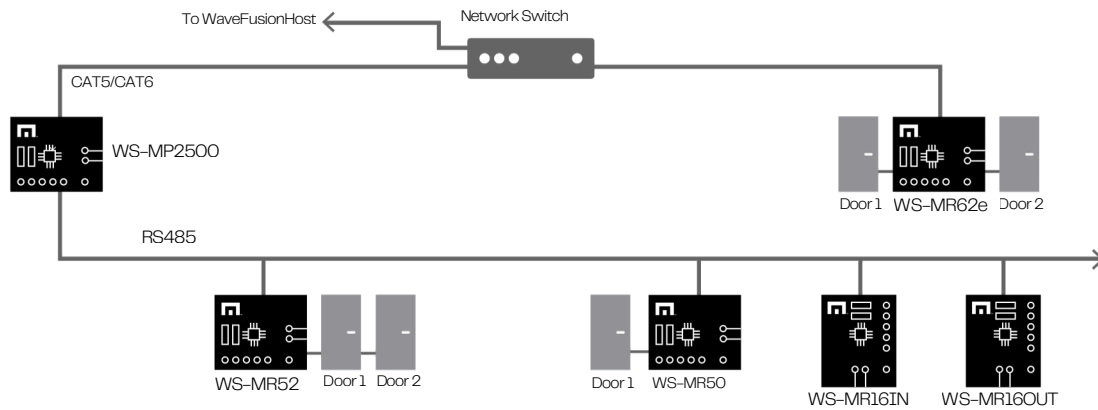 To WaveFusionHost
Network Switch
CAT5/CAT6
WS-MP2500
Door 1
WS-MR62e
Door 2
RS485
WS-MR52
Door 1
Door 2
Door 1
WS-MR50
WS-MR16IN
WS-MR16OUT